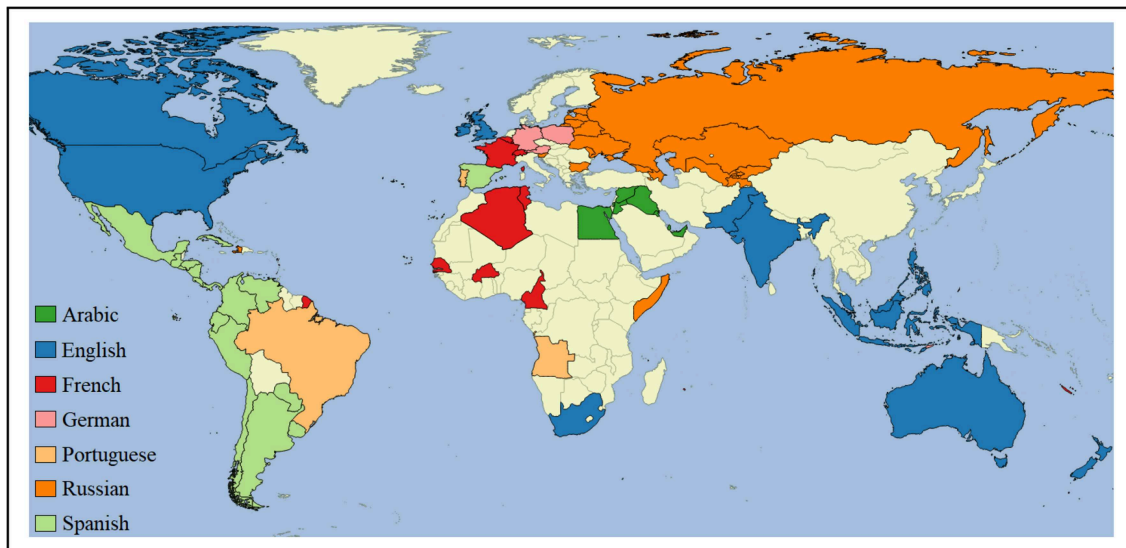 Arabic
English
French
German
Portuguese
Russian
Spanish